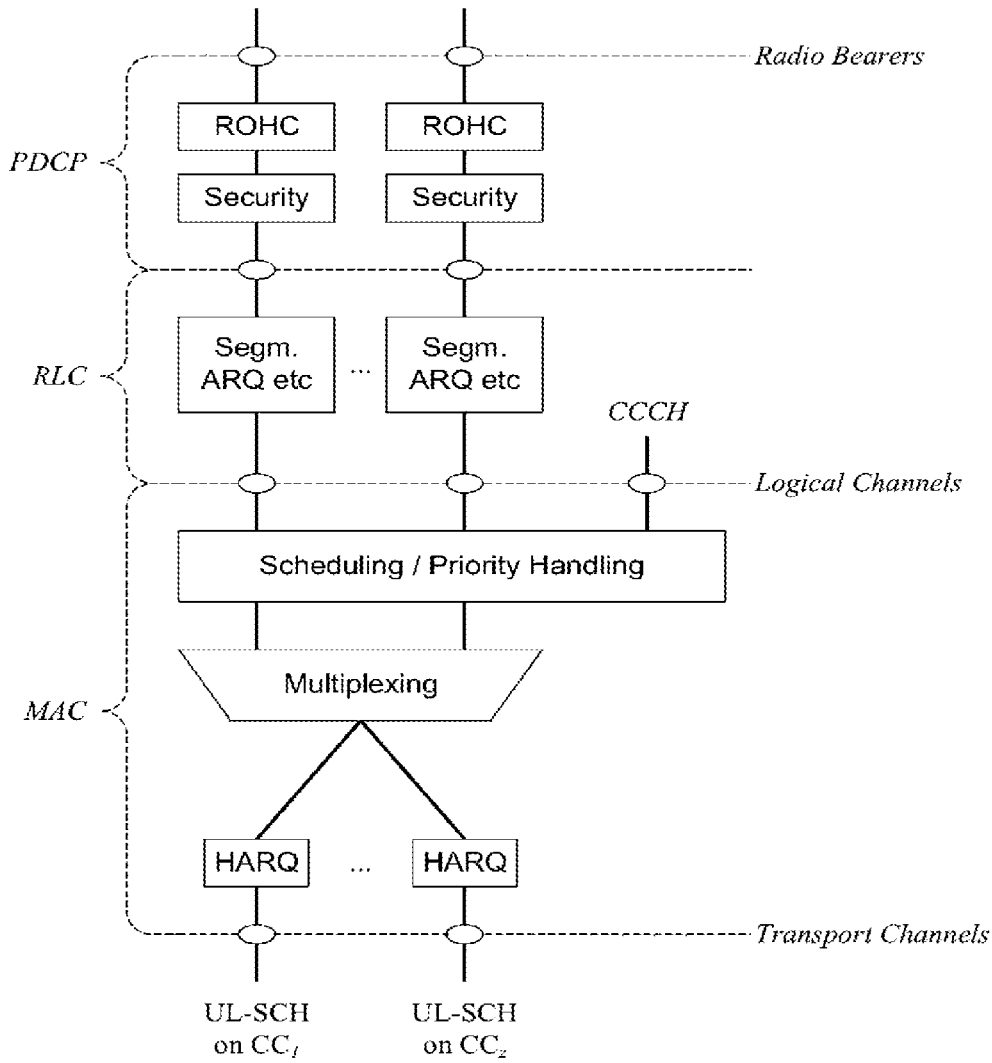 Radio Bearers
ROHC ROHC
PDCP
Security Security
Segm. ARQ etc ... Segm. ARQ etc
RLC
CCCH
Logical Channels
Scheduling / Priority Handling
Multiplexing
MAC
HARQ ... HARQ
Transport Channels
UL-SCH on CC1 UL-SCH on CCz